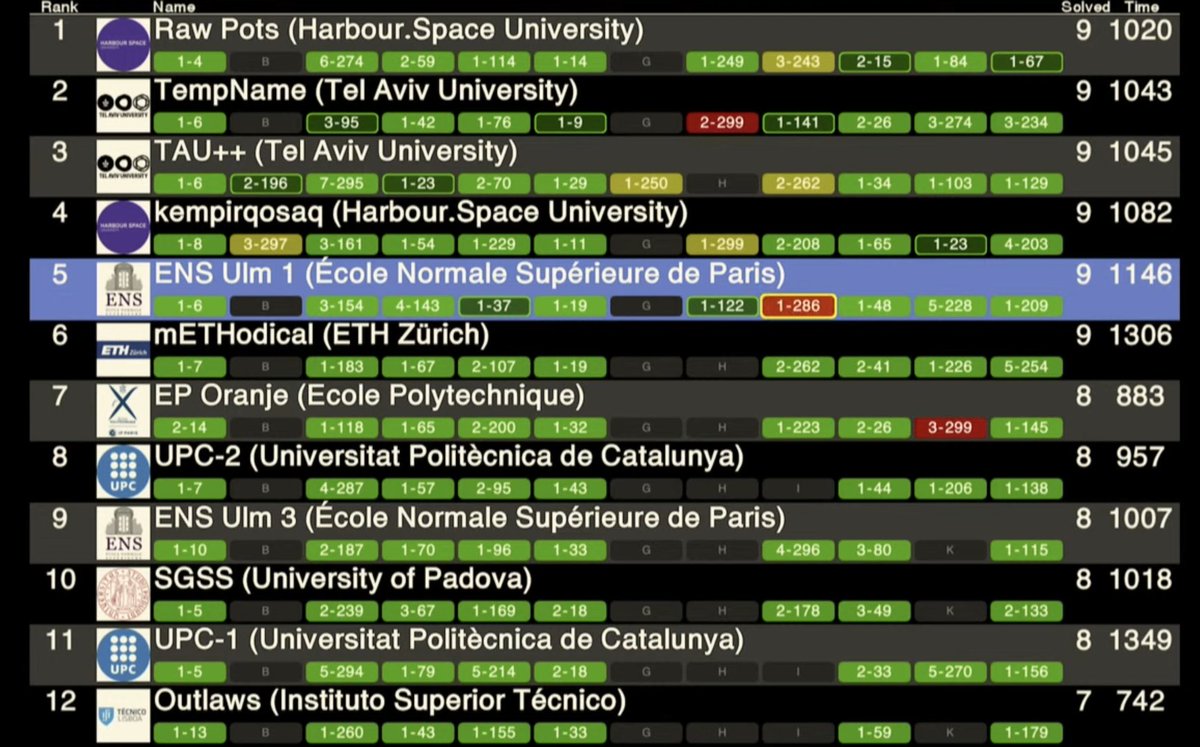 Rank Name Solved Time
1 HARBOUR.SPACE Raw Pots (Harbour.Space University) 9 1020
1-4 B 6-274 2-59 1-114 1-14 G 1-249 3-243 2-15 1-84 1-67
2 TEL AVIV UNIVERSITY TempName (Tel Aviv University) 9 1043
1-6 B 3-95 1-42 1-76 1-9 G 2-299 1-141 2-26 3-274 3-234
3 TEL AVIV UNIVERSITY TAU++ (Tel Aviv University) 9 1045
1-6 2-196 7-295 1-23 2-70 1-29 1-250 H 2-262 1-34 1-103 1-129
4 HARBOUR.SPACE kempirqosaq (Harbour.Space University) 9 1082
1-8 3-297 3-161 1-54 1-229 1-11 G 1-299 2-208 1-65 1-23 4-203
5 ENS ENS Ulm 1 (École Normale Supérieure de Paris) 9 1146
1-6 B 3-154 4-143 1-37 1-19 G 1-122 1-286 1-48 5-228 1-209
6 ETH zürich mETHodical (ETH Zürich) 9 1306
1-7 B 1-183 1-67 2-107 1-19 G H 2-262 2-41 1-226 5-254
7 X IP PARIS EP Oranje (Ecole Polytechnique) 8 883
2-14 B 1-118 1-65 2-200 1-32 G H 1-223 2-26 3-299 1-145
8 UPC UPC-2 (Universitat Politècnica de Catalunya) 8 957
1-7 B 4-287 1-57 2-95 1-43 G H I 1-44 1-206 1-138
9 ENS ENS Ulm 3 (École Normale Supérieure de Paris) 8 1007
1-10 B 2-187 1-70 1-96 1-33 G H 4-296 3-80 K 1-115
10 SGSS (University of Padova) 8 1018
1-5 B 2-239 3-67 1-169 2-18 G H 2-178 3-49 K 2-133
11 UPC UPC-1 (Universitat Politècnica de Catalunya) 8 1349
1-5 B 5-294 1-79 5-214 2-18 G H I 2-33 5-270 1-156
12 TÉCNICO LISBOA Outlaws (Instituto Superior Técnico) 7 742
1-13 B 1-260 1-43 1-155 1-33 G H I 1-59 K 1-179